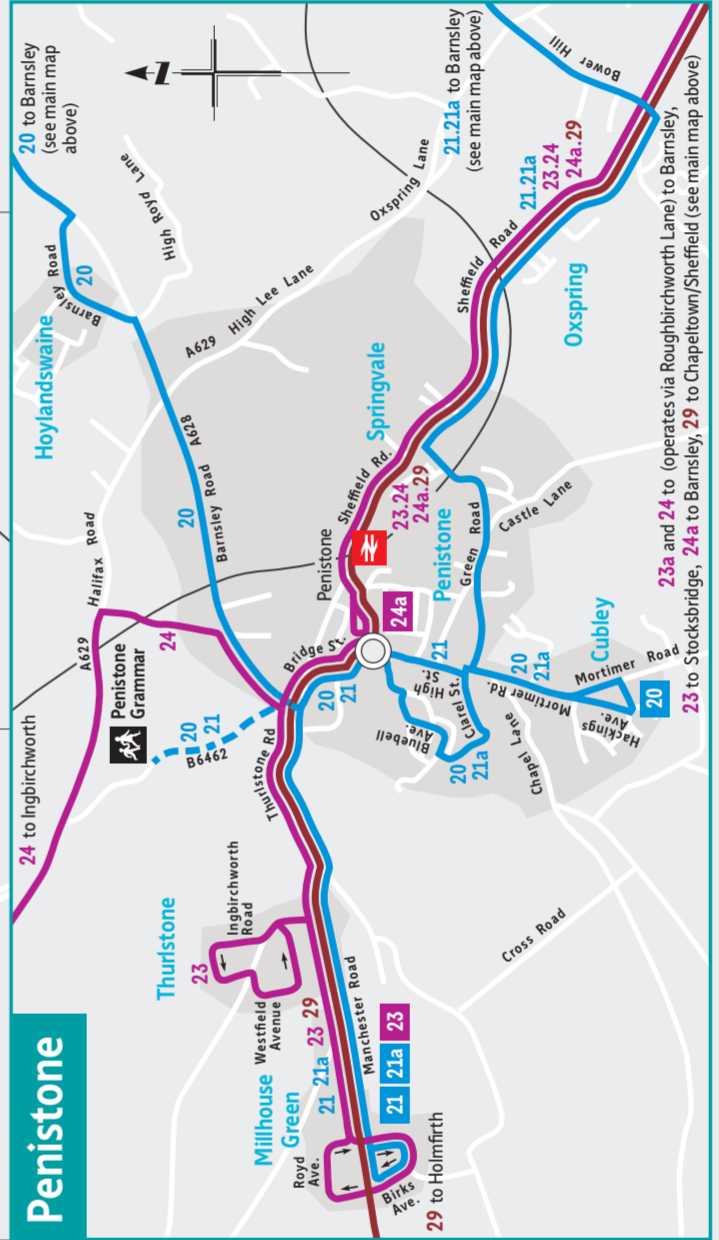 Penistone
24 to Ingbirchworth
20 to Barnsley
(see main map
above)
A629
Halifax Road
Penistone
Grammar
20
21
B6462
24
Hoylandswaine
Barnsley Road
20
High Royd Lane
A629
High Lee Lane
Oxspring Lane
20
Barnsley Road
A628
21.21a to Barnsley
(see main map above)
Bower Hill
Thurlstone
23
Ingbirchworth
Road
Westfield
Avenue
Thurlstone Rd
Bridge St.
20
21
Penistone
Sheffield Rd.
23.24
24a.29
24a
Springvale
Sheffield Road
21.21a
23.24
24a.29
Oxspring
Millhouse
Green
21
21a
23
29
Manchester Road
21
21a
23
Royd
Ave.
Birks
Ave.
29 to Holmfirth
Bluebell
Ave.
High
St.
21
Clarel St.
20
21a
Penistone
Green Road
Castle Lane
Chapel Lane
Mortimer Rd.
20
21a
Cubley
Mortimer Road
Hackings
Ave.
20
Cross Road
23a and 24 to (operates via Roughbirchworth Lane) to Barnsley,
23 to Stocksbridge, 24a to Barnsley, 29 to Chapeltown/Sheffield (see main map above)